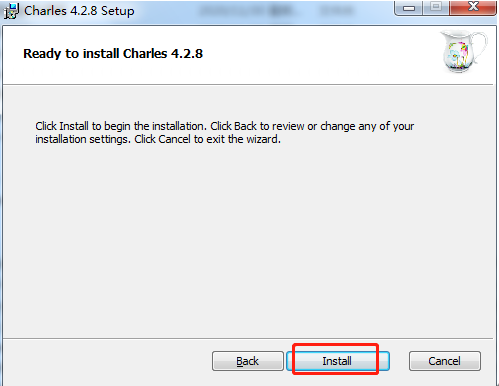 Charles 4.2.8 Setup
Ready to install Charles 4.2.8
Click Install to begin the installation. Click Back to review or change any of your
installation settings. Click Cancel to exit the wizard.
Back
Install
Cancel